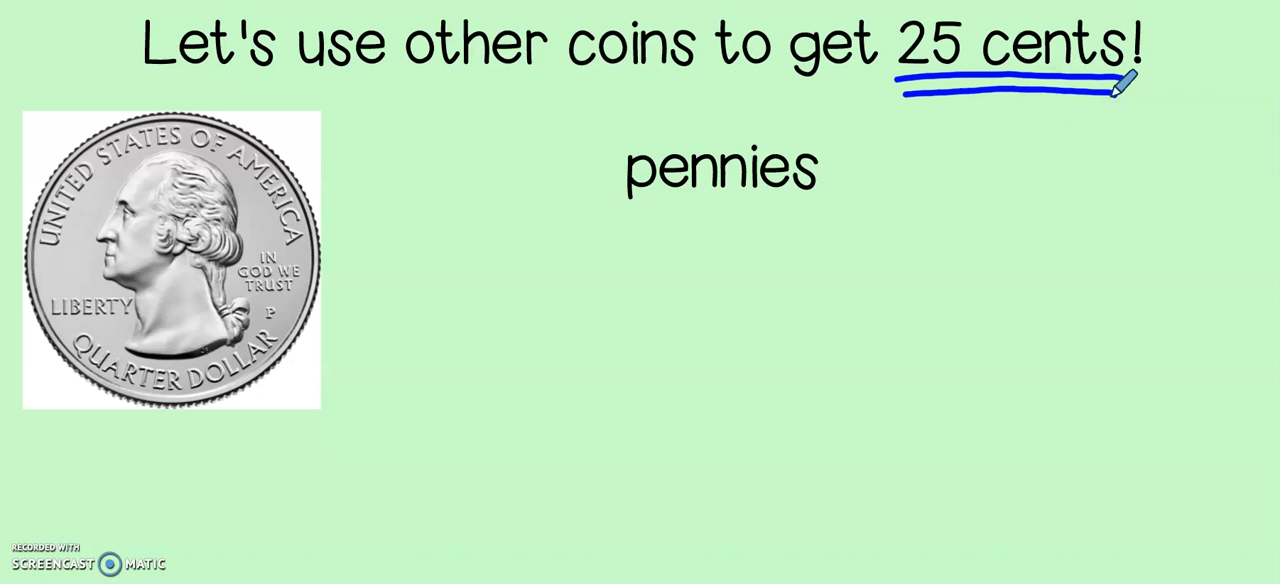 Let's use other coins to get 25 cents!
pennies
UNITED STATES OF AMERICA
IN
GOD WE
TRUST
LIBERTY
P
QUARTER DOLLAR
RECORDED WITH
SCREENCAST MATIC